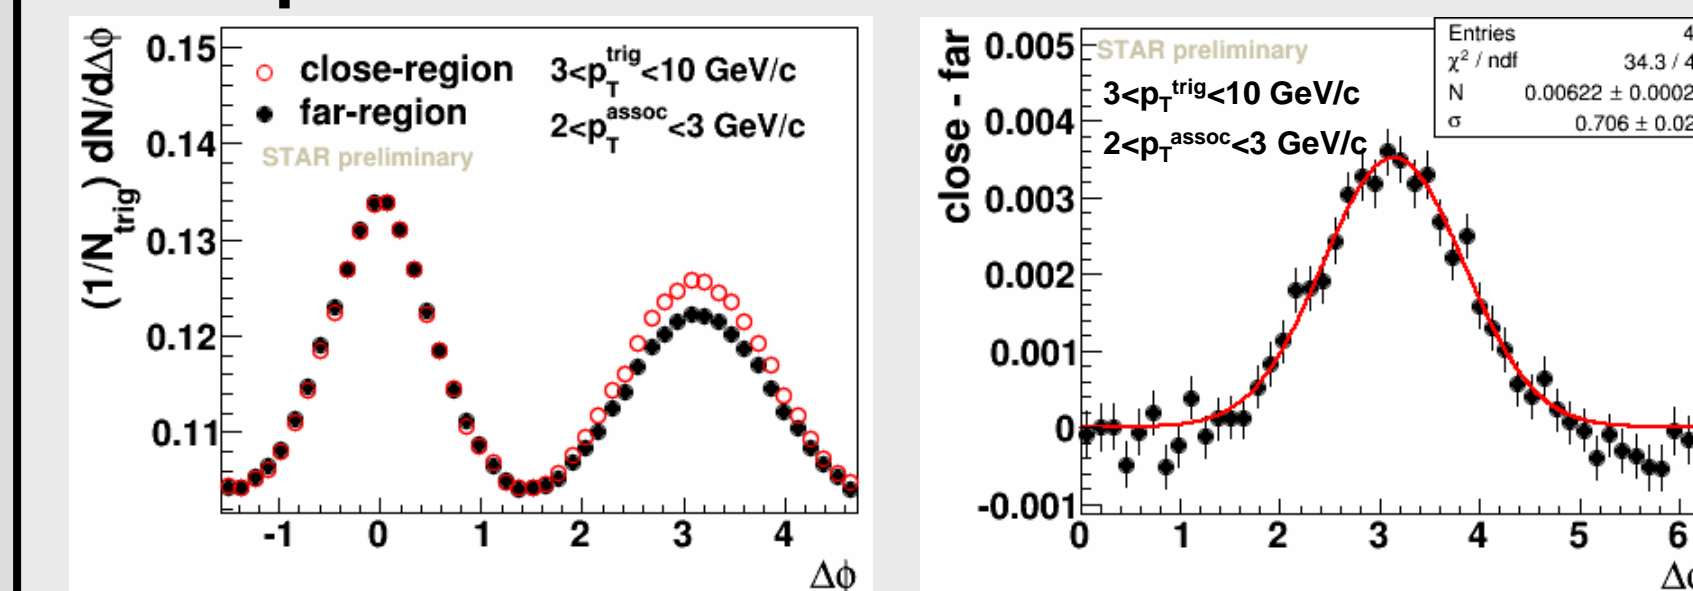 (1/N_trig) dN/dΔϕ
0.15
0.14
0.13
0.12
0.11
close-region
far-region
3<p_T^trig<10 GeV/c
2<p_T^assoc<3 GeV/c
STAR preliminary
-1 0 1 2 3 4
Δϕ
close - far
0.005
0.004
0.003
0.002
0.001
0
-0.001
STAR preliminary
3<p_T^trig<10 GeV/c
2<p_T^assoc<3 GeV/c
Entries 4
χ² / ndf 34.3 / 4
N 0.00622 ± 0.0002
σ 0.706 ± 0.02
0 1 2 3 4 5 6
Δ